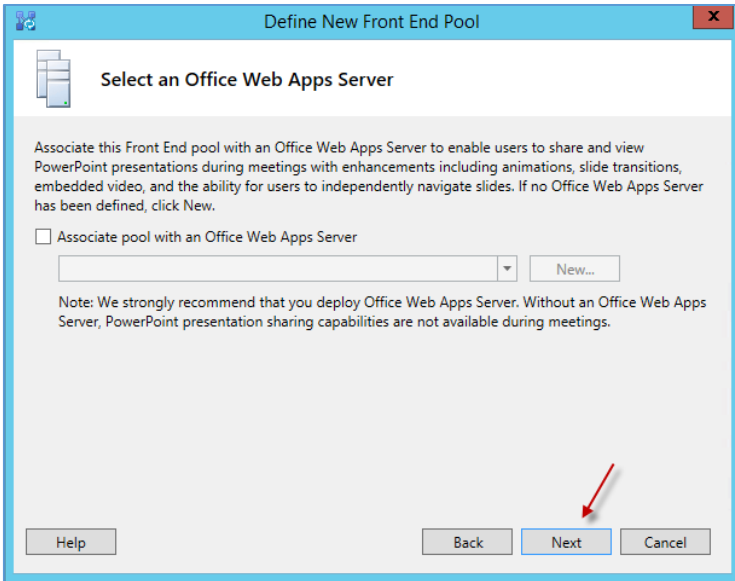 Define New Front End Pool
x
Select an Office Web Apps Server
Associate this Front End pool with an Office Web Apps Server to enable users to share and view
PowerPoint presentations during meetings with enhancements including animations, slide transitions,
embedded video, and the ability for users to independently navigate slides. If no Office Web Apps Server
has been defined, click New.
Associate pool with an Office Web Apps Server
New...
Note: We strongly recommend that you deploy Office Web Apps Server. Without an Office Web Apps
Server, PowerPoint presentation sharing capabilities are not available during meetings.
Help Back Next Cancel